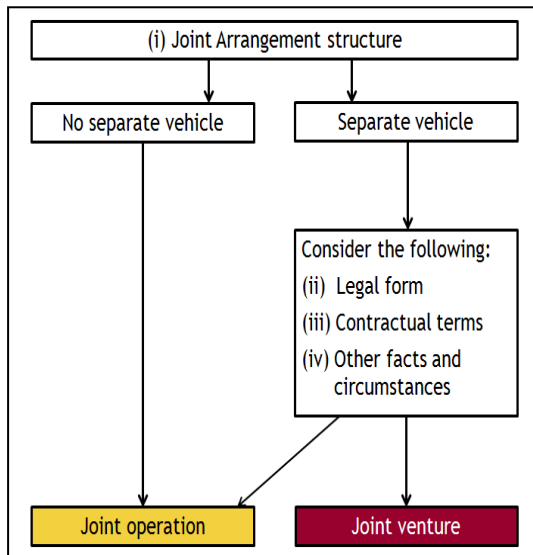 (i) Joint Arrangement structure
No separate vehicle
Separate vehicle
Consider the following:
(ii) Legal form
(iii) Contractual terms
(iv) Other facts and
circumstances
Joint operation
Joint venture